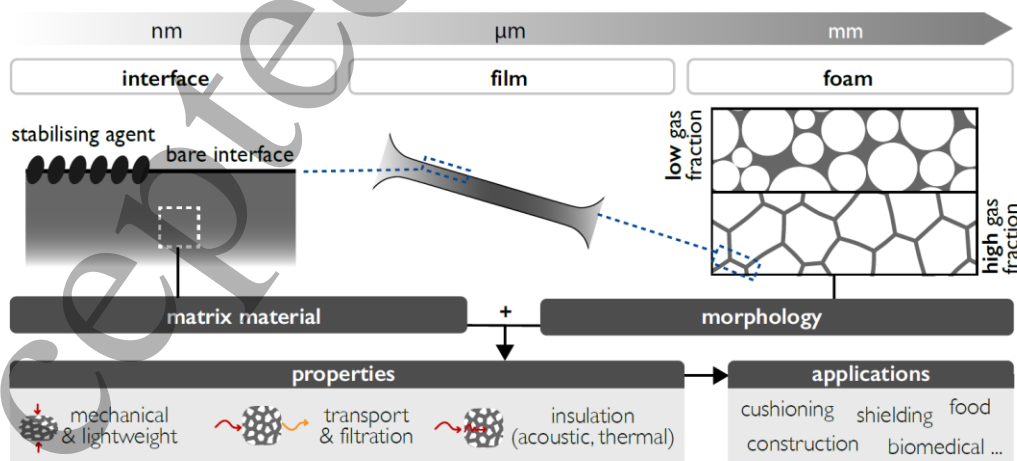 nm
µm
mm
interface
film
foam
stabilising agent
bare interface
low gas
fraction
high gas
fraction
matrix material
+
morphology
properties
applications
mechanical
& lightweight
transport
& filtration
insulation
(acoustic, thermal)
cushioning
shielding
food
construction
biomedical ...